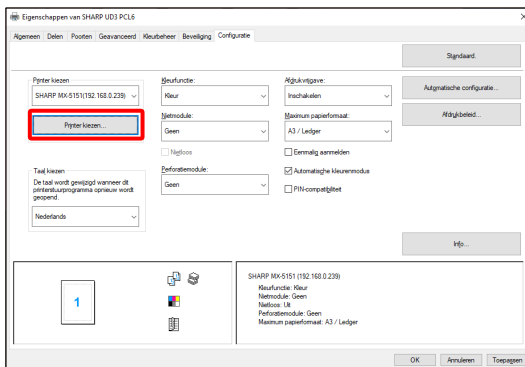 Eigenschappen van SHARP UD3 PCL6
Algemeen Delen Poorten Geavanceerd Kleurbeheer Beveiliging Configuratie
Standaard.
Printer kiezen
SHARP MX-5151(192.168.0.239)
Printer kiezen...
Kleurfunctie:
Kleur
Afdrukvrijgave:
Inschakelen
Automatische configuratie...
Nietmodule:
Geen
Maximum papierformaat:
A3 / Ledger
Afdrukbeleid...
Nietloos
Eenmalig aanmelden
Taal kiezen
De taal wordt gewijzigd wanneer dit
printerstuurprogramma opnieuw wordt
geopend.
Nederlands
Perforatiemodule:
Geen
Automatische kleurenmodus
PIN-compatibiliteit
Info...
1
SHARP MX-5151 (192.168.0.239)
Kleurfunctie: Kleur
Nietmodule: Geen
Nietloos: Uit
Perforatiemodule: Geen
Maximum papierformaat: A3 / Ledger
OK Annuleren Toepassen